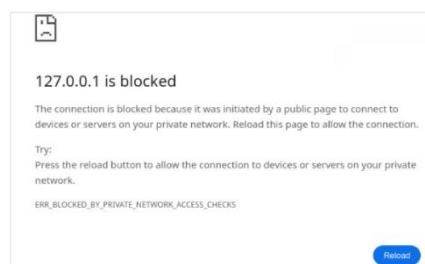 127.0.0.1 is blocked
The connection is blocked because it was initiated by a public page to connect to
devices or servers on your private network. Reload this page to allow the connection.
Try:
Press the reload button to allow the connection to devices or servers on your private
network.
ERR_BLOCKED_BY_PRIVATE_NETWORK_ACCESS_CHECKS
Reload